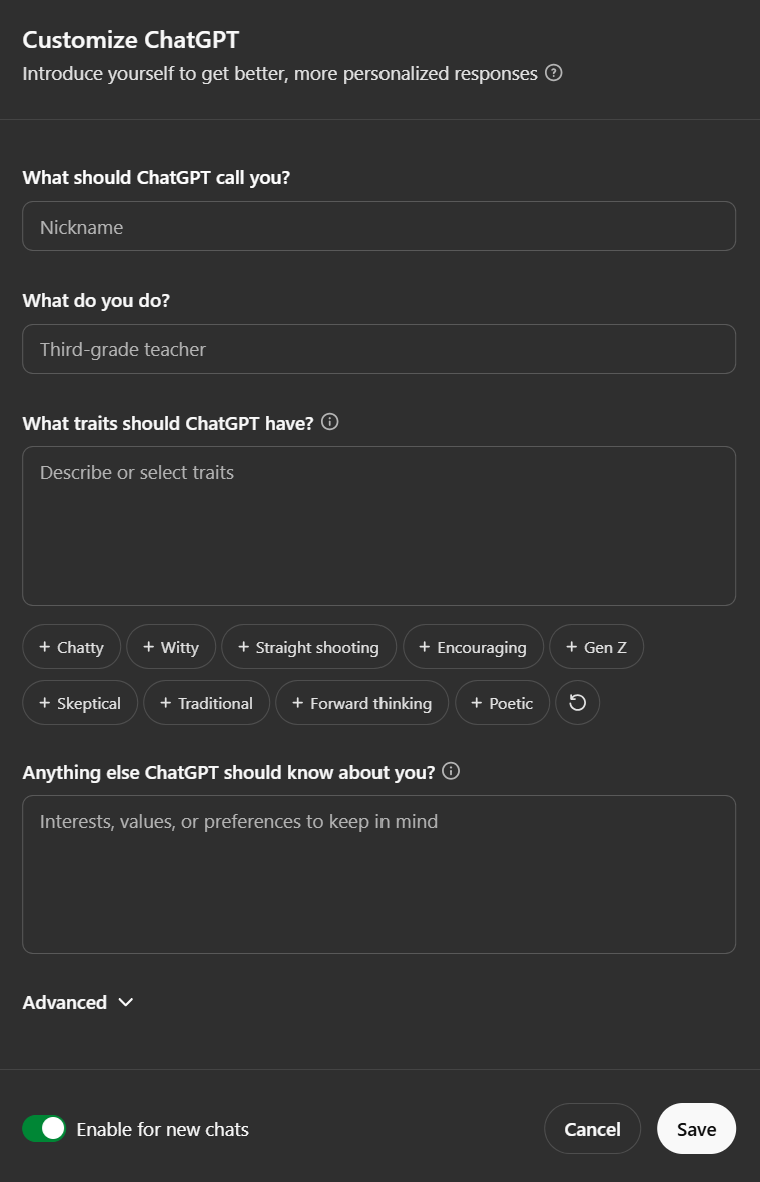 Customize ChatGPT
Introduce yourself to get better, more personalized responses
What should ChatGPT call you?
Nickname
What do you do?
Third-grade teacher
What traits should ChatGPT have?
Describe or select traits
+ Chatty + Witty + Straight shooting + Encouraging + Gen Z
+ Skeptical + Traditional + Forward thinking + Poetic
Anything else ChatGPT should know about you?
Interests, values, or preferences to keep in mind
Advanced
Enable for new chats Cancel Save